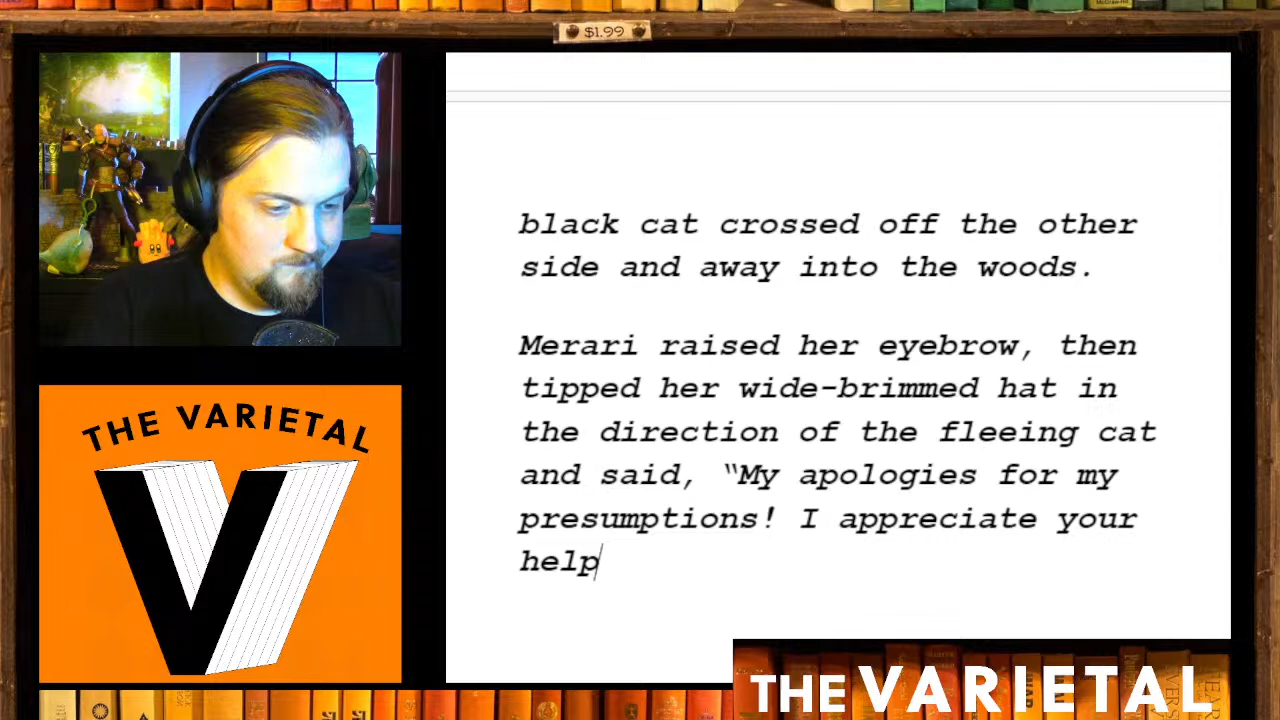 $1.99
black cat crossed off the other
side and away into the woods.
Merari raised her eyebrow, then
tipped her wide-brimmed hat in
the direction of the fleeing cat
and said, “My apologies for my
presumptions! I appreciate your
help
THE VARIETAL
V
THE VARIETAL